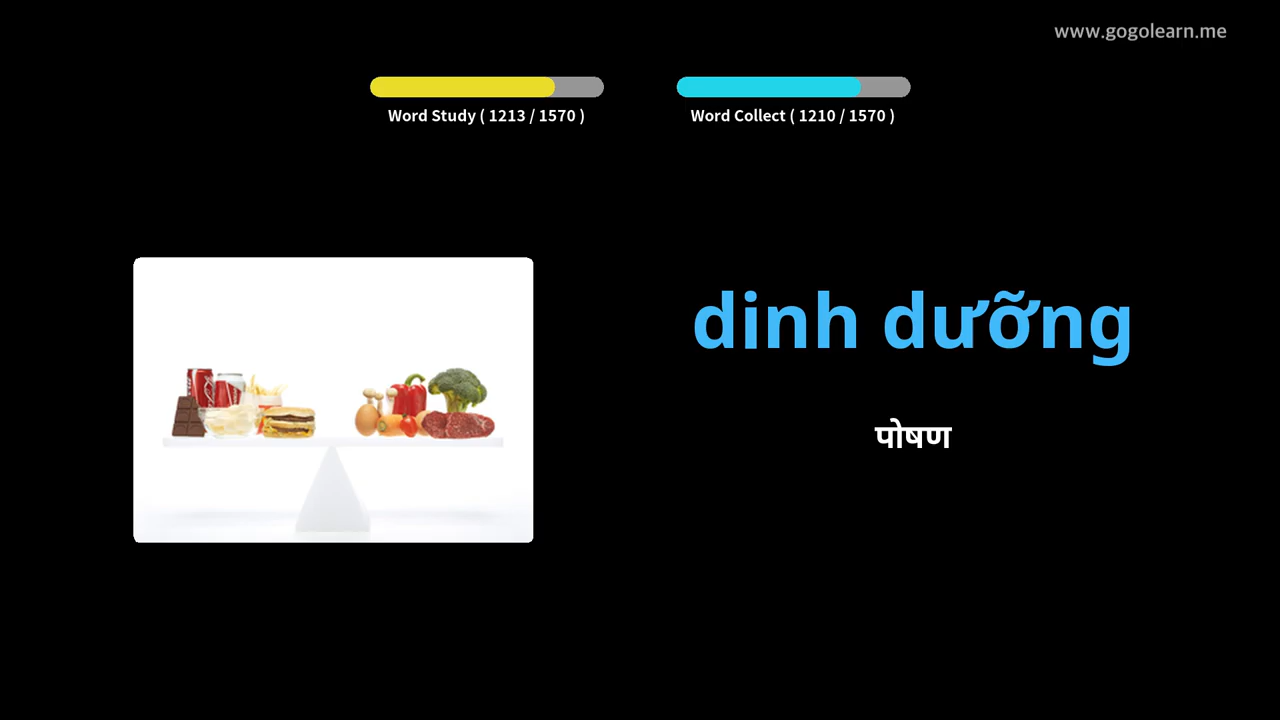 www.gogolearn.me
Word Study ( 1213 / 1570 )
Word Collect ( 1210 / 1570 )
dinh dưỡng
पोषण